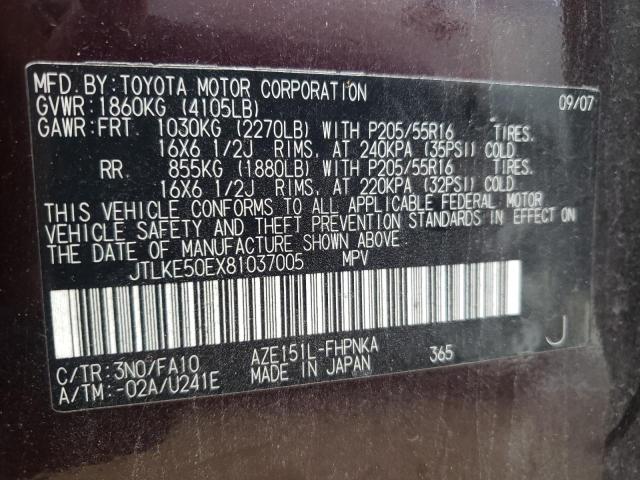 MFD.BY:TOYOTA MOTOR CORPORATION 09/07
GVWR:1860KG (4105LB)
GAWR:FRT 1030KG (2270LB) WITH P205/55R16 TIRES.
16X6 1/2J RIMS, AT 240KPA (35PSI) COLD
RR. 855KG (1880LB) WITH P205/55R16 TIRES.
16X6 1/2J RIMS, AT 220KPA (32PSI) COLD
THIS VEHICLE CONFORMS TO ALL APPLICABLE FEDERAL MOTOR
VEHICLE SAFETY AND THEFT PREVENTION STANDARDS IN EFFECT ON
THE DATE OF MANUFACTURE SHOWN ABOVE
JTLKE50EX81037005 MPV
J
C/TR:3N0/FA10 AZE151L-FHPNKA 365
A/TM:-02A/U241E MADE IN JAPAN